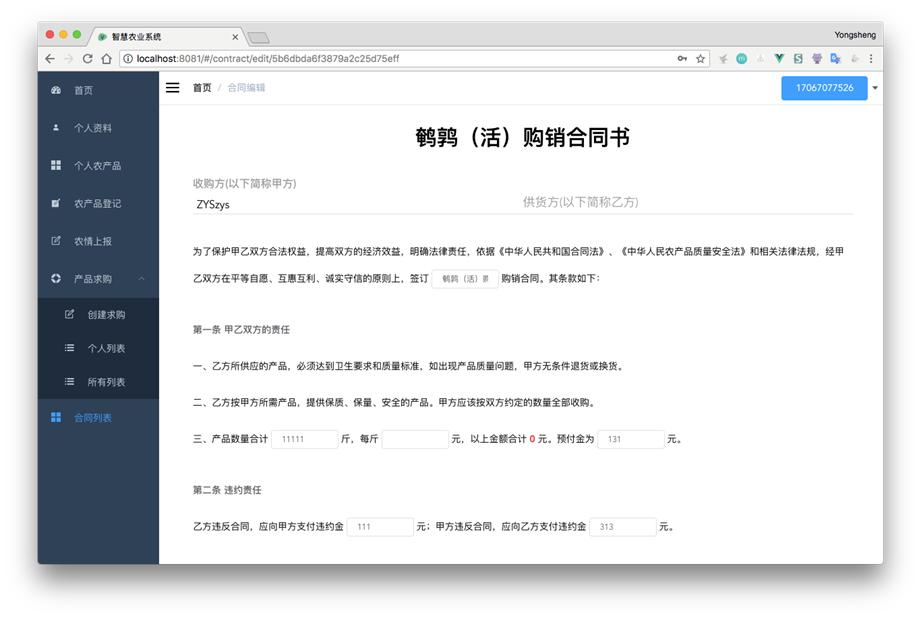 智慧农业系统
Yongsheng
localhost:8081/#/contract/edit/5b6dbda6f3879a2c25d75eff
首页
个人资料
个人农产品
农产品登记
农情上报
产品求购
创建求购
个人列表
所有列表
合同列表
首页 / 合同编辑
17067077526
鹌鹑（活）购销合同书
收购方(以下简称甲方)
ZYSzys
供货方(以下简称乙方)
为了保护甲乙双方合法权益，提高双方的经济效益，明确法律责任，依据《中华人民共和国合同法》、《中华人民农产品质量安全法》和相关法律法规，经甲
乙双方在平等自愿、互惠互利、诚实守信的原则上，签订 鹌鹑（活） 购销合同。其条款如下：
第一条 甲乙双方的责任
一、乙方所供应的产品，必须达到卫生要求和质量标准，如出现产品质量问题，甲方无条件退货或换货。
二、乙方按甲方所需产品，提供保质、保量、安全的产品。甲方应该按双方约定的数量全部收购。
三、产品数量合计 11111 斤，每斤 元，以上金额合计 0 元。预付金为 131 元。
第二条 违约责任
乙方违反合同，应向甲方支付违约金 111 元；甲方违反合同，应向乙方支付违约金 313 元。